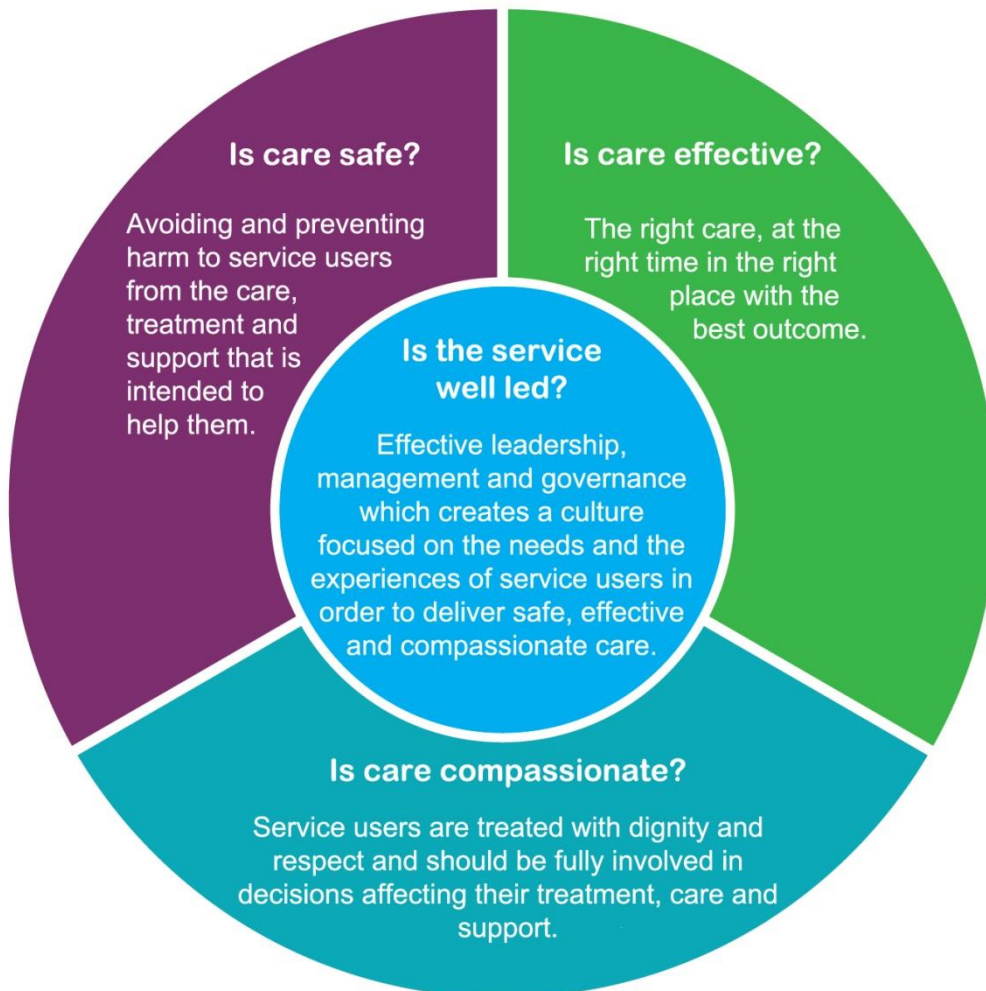 Is care safe?
Avoiding and preventing
harm to service users
from the care,
treatment and
support that is
intended to
help them.
Is care effective?
The right care, at the
right time in the right
place with the
best outcome.
Is the service
well led?
Effective leadership,
management and governance
which creates a culture
focused on the needs and the
experiences of service users in
order to deliver safe, effective
and compassionate care.
Is care compassionate?
Service users are treated with dignity and
respect and should be fully involved in
decisions affecting their treatment, care and
support.